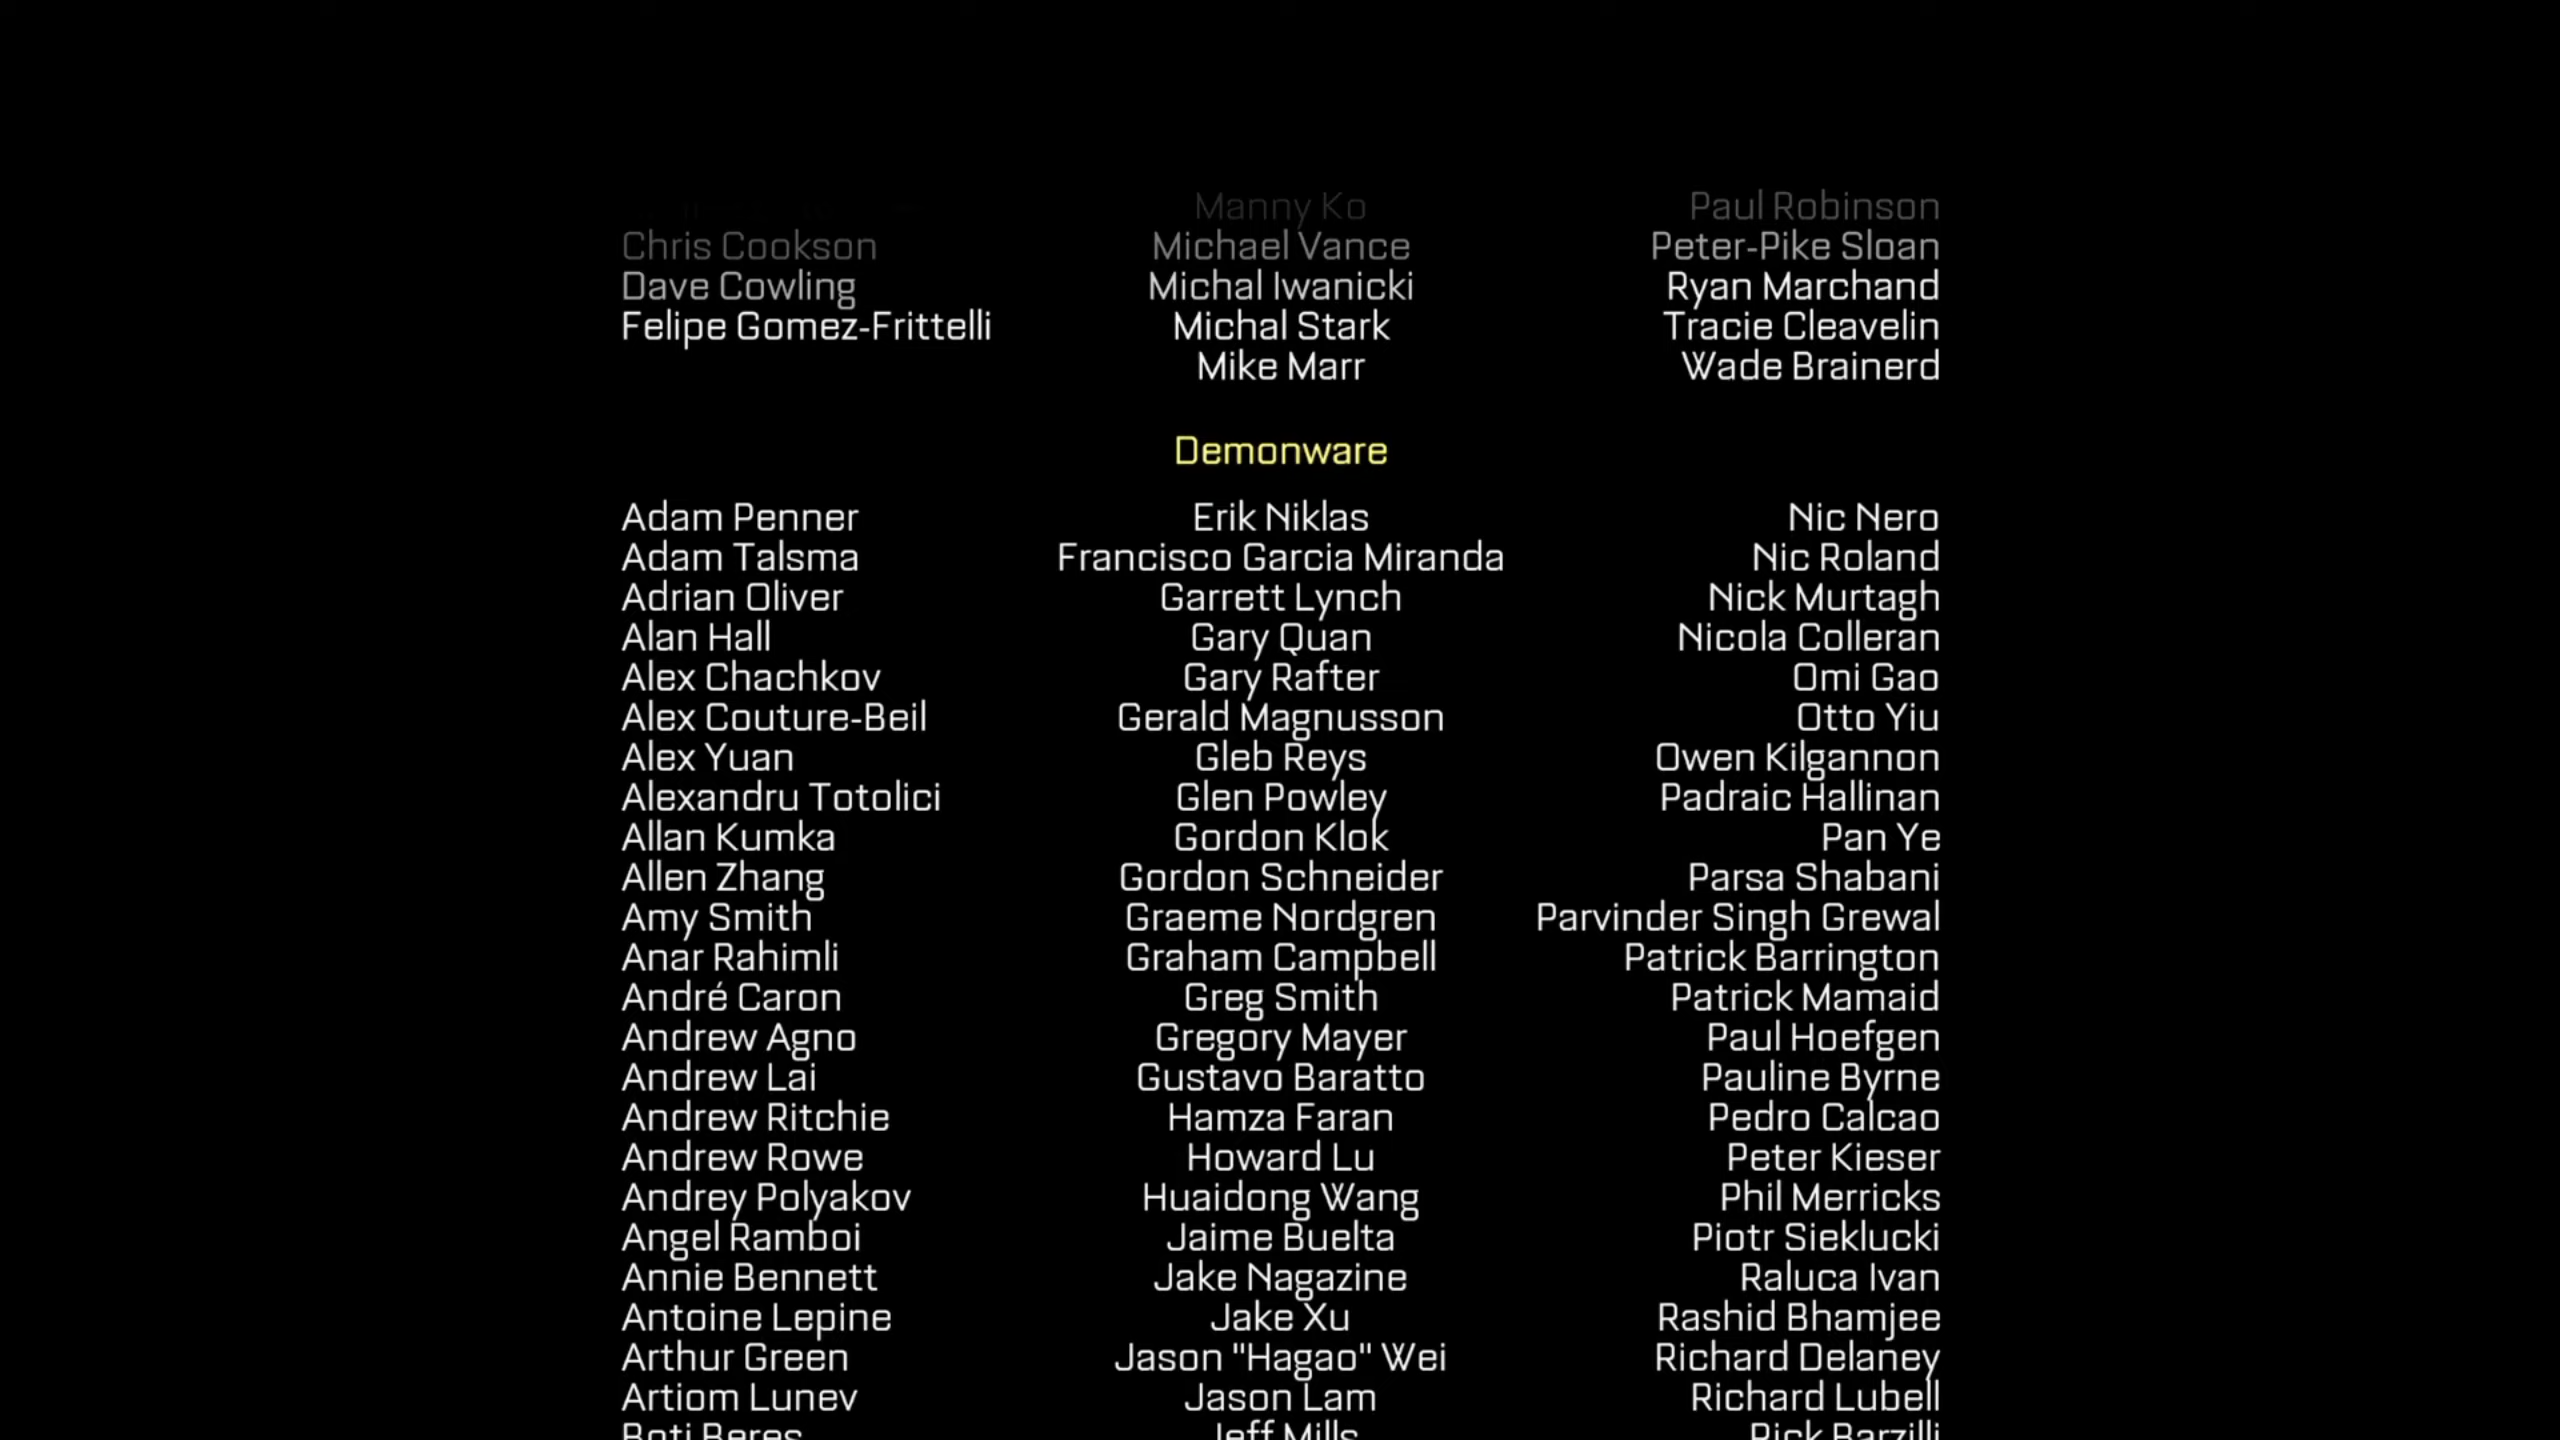 Manny Ko
Paul Robinson
Chris Cookson
Michael Vance
Peter-Pike Sloan
Dave Cowling
Michal Iwanicki
Ryan Marchand
Felipe Gomez-Frittelli
Michal Stark
Tracie Cleavelin
Mike Marr
Wade Brainerd
Demonware
Adam Penner
Erik Niklas
Nic Nero
Adam Talsma
Francisco Garcia Miranda
Nic Roland
Adrian Oliver
Garrett Lynch
Nick Murtagh
Alan Hall
Gary Quan
Nicola Colleran
Alex Chachkov
Gary Rafter
Omi Gao
Alex Couture-Beil
Gerald Magnusson
Otto Yiu
Alex Yuan
Gleb Reys
Owen Kilgannon
Alexandru Totolici
Glen Powley
Padraic Hallinan
Allan Kumka
Gordon Klok
Pan Ye
Allen Zhang
Gordon Schneider
Parsa Shabani
Amy Smith
Graeme Nordgren
Parvinder Singh Grewal
Anar Rahimli
Graham Campbell
Patrick Barrington
André Caron
Greg Smith
Patrick Mamaid
Andrew Agno
Gregory Mayer
Paul Hoefgen
Andrew Lai
Gustavo Baratto
Pauline Byrne
Andrew Ritchie
Hamza Faran
Pedro Calcao
Andrew Rowe
Howard Lu
Peter Kieser
Andrey Polyakov
Huaidong Wang
Phil Merricks
Angel Ramboi
Jaime Buelta
Piotr Sieklucki
Annie Bennett
Jake Nagazine
Raluca Ivan
Antoine Lepine
Jake Xu
Rashid Bhamjee
Arthur Green
Jason "Hagao" Wei
Richard Delaney
Artiom Lunev
Jason Lam
Richard Lubell
Boti Beres
Jeff Mills
Rick Barzilli